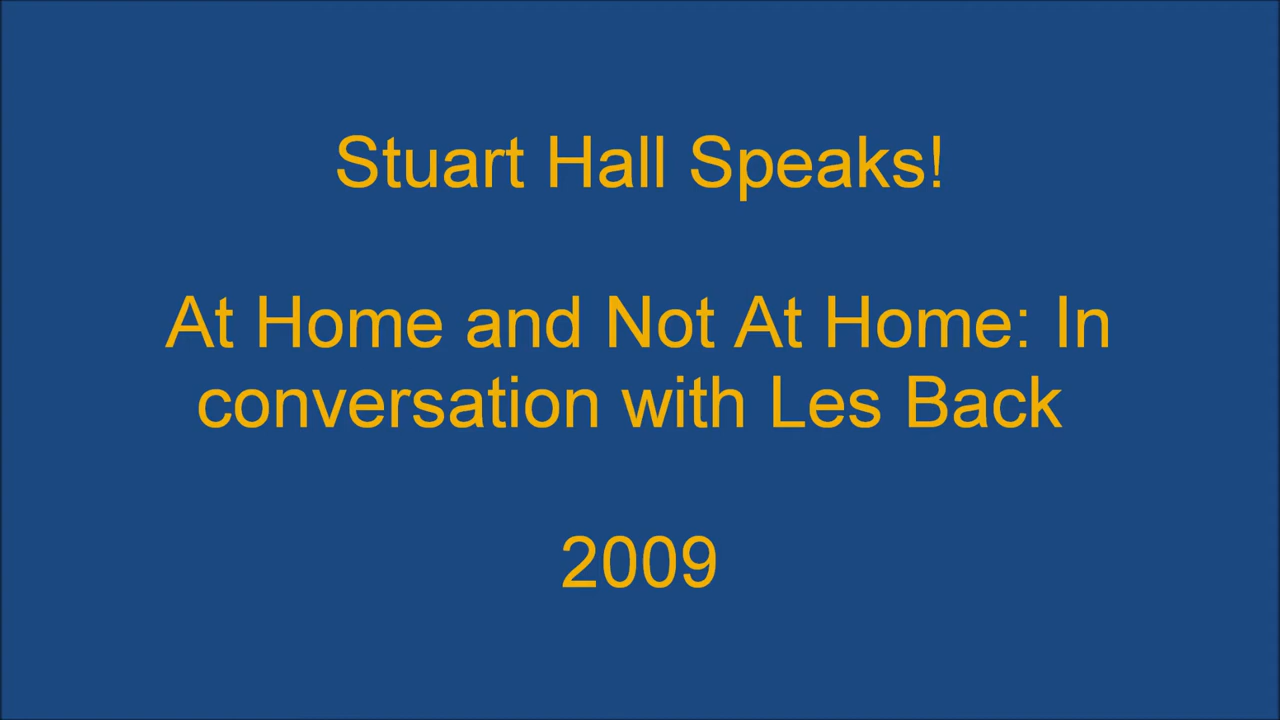 Stuart Hall Speaks!
At Home and Not At Home: In
conversation with Les Back
2009